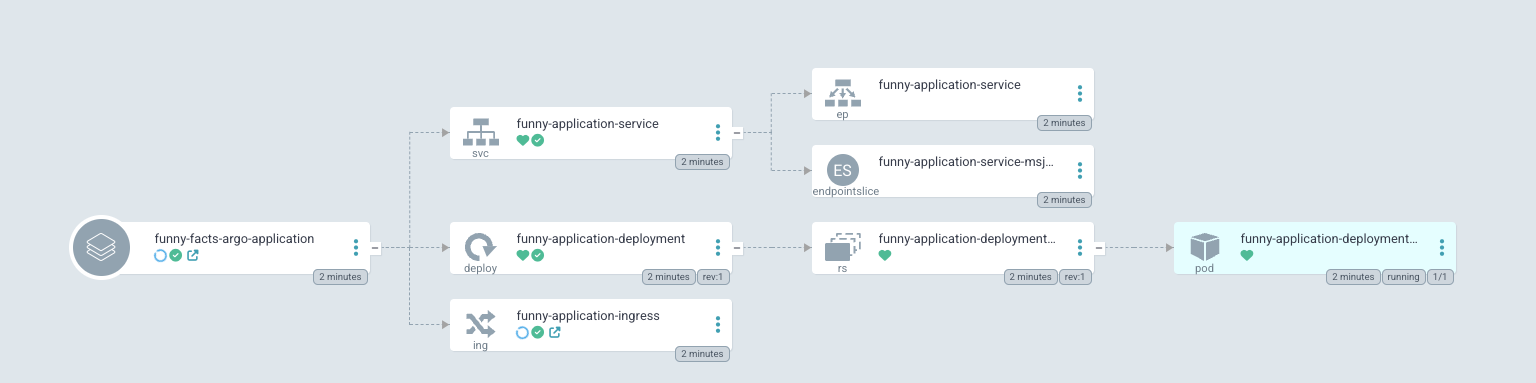 funny-facts-argo-application
2 minutes
funny-application-service
svc
2 minutes
funny-application-service
ep
2 minutes
ES
funny-application-service-msj...
endpointslice
2 minutes
funny-application-deployment
deploy
2 minutes rev:1
funny-application-deployment...
rs
2 minutes rev:1
funny-application-deployment...
pod
2 minutes running 1/1
funny-application-ingress
ing
2 minutes